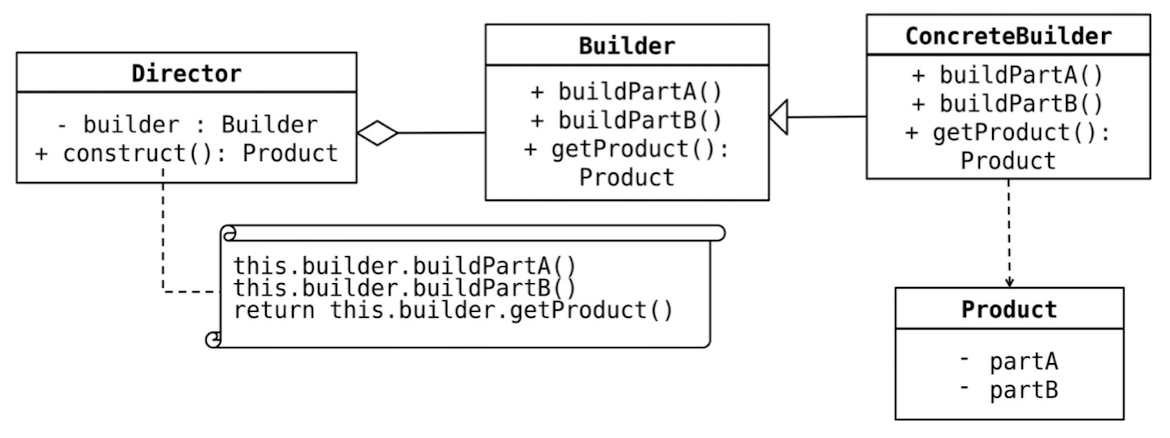 Director
- builder : Builder
+ construct(): Product
Builder
+ buildPartA()
+ buildPartB()
+ getProduct():
Product
ConcreteBuilder
+ buildPartA()
+ buildPartB()
+ getProduct():
Product
this.builder.buildPartA()
this.builder.buildPartB()
return this.builder.getProduct()
Product
- partA
- partB